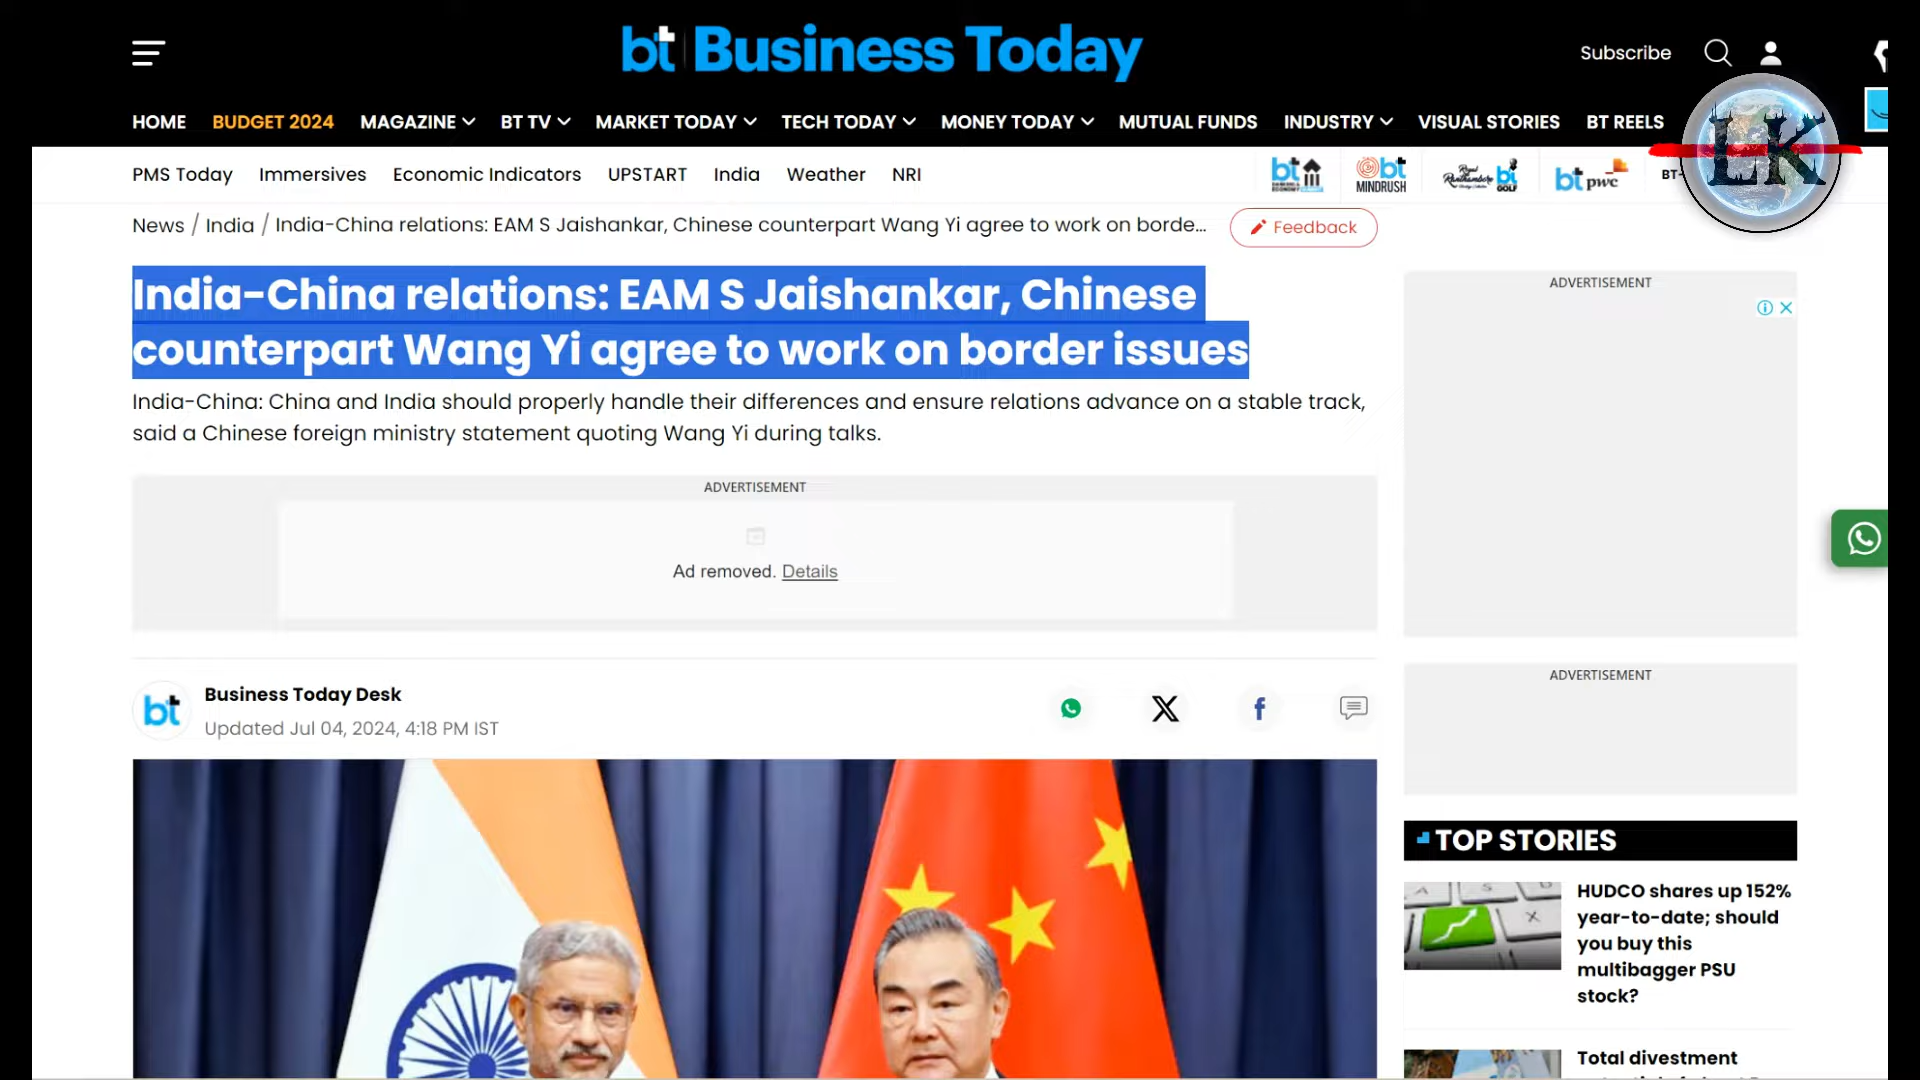 bt Business Today
Subscribe
HOME BUDGET 2024 MAGAZINE BT TV MARKET TODAY TECH TODAY MONEY TODAY MUTUAL FUNDS INDUSTRY VISUAL STORIES BT REELS
LK
PMS Today Immersives Economic Indicators UPSTART India Weather NRI
bt bt MINDRUSH bt GOLF bt pwc BT-
News / India / India-China relations: EAM S Jaishankar, Chinese counterpart Wang Yi agree to work on borde...
Feedback
India-China relations: EAM S Jaishankar, Chinese
counterpart Wang Yi agree to work on border issues
India-China: China and India should properly handle their differences and ensure relations advance on a stable track,
said a Chinese foreign ministry statement quoting Wang Yi during talks.
ADVERTISEMENT
Ad removed. Details
bt
Business Today Desk
Updated Jul 04, 2024, 4:18 PM IST
ADVERTISEMENT
ADVERTISEMENT
TOP STORIES
HUDCO shares up 152%
year-to-date; should
you buy this
multibagger PSU
stock?
Total divestment